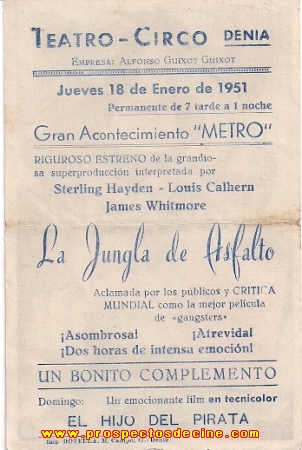 TEATRO-CIRCO DENIA
EMPRESA: ALFONSO GUIXOT GUIXOT
Jueves 18 de Enero de 1951
Permanente de 7 tarde a 1 noche
Gran Acontecimiento "METRO"
RIGUROSO ESTRENO de la grandio-
sa superproducción interpretada por
Sterling Hayden - Louis Calhern
James Whitmore
La Jungla de Asfalto
Aclamada por los públicos y CRITICA
MUNDIAL como la mejor película
de «gangsters»
¡Asombrosa! ¡Atrevida!
¡Dos horas de intensa emoción!
UN BONITO COMPLEMENTO
Domingo: Un emocionante film en tecnicolor
EL HIJO DEL PIRATA
Imp. BOTELLA, M. Campo,
www.prospectosdecine.com